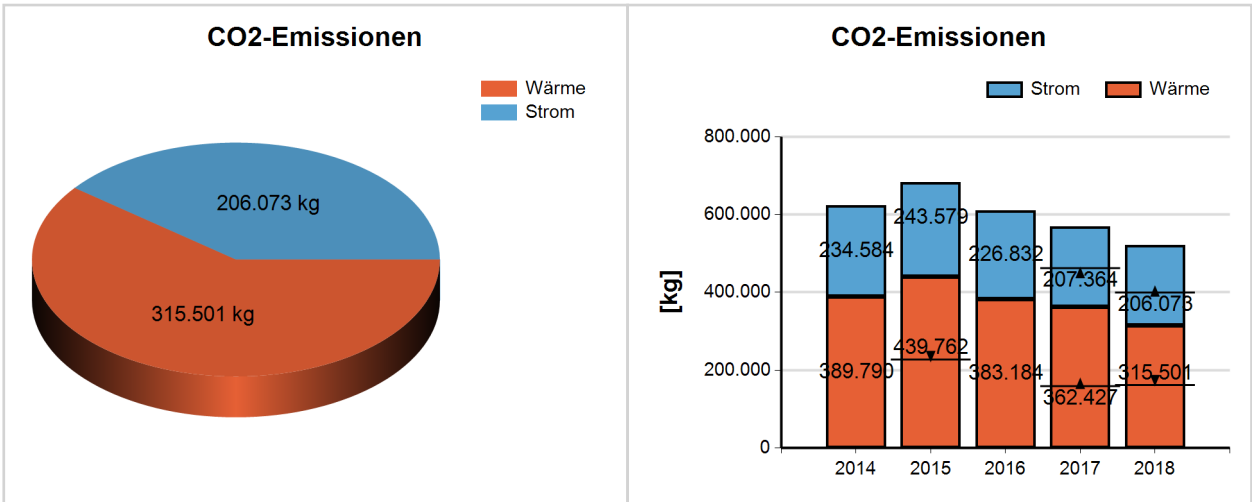 CO2-Emissionen
Wärme
Strom
206.073 kg
315.501 kg
CO2-Emissionen
Strom Wärme
[kg]
800.000
600.000
400.000
200.000
0
234.584 243.579 226.832 207.364 206.073
389.790 439.762 383.184 362.427 315.501
2014 2015 2016 2017 2018